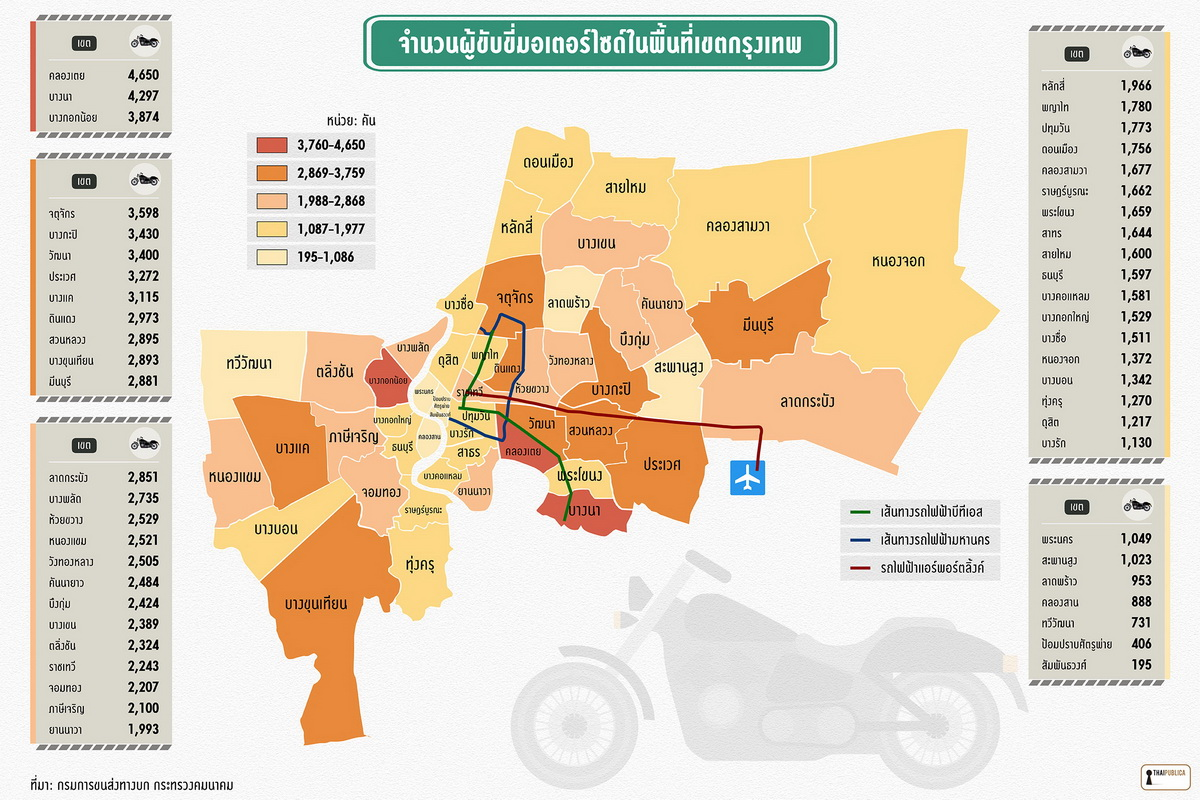 จำนวนผู้ขับขี่มอเตอร์ไซด์ในพื้นที่เขตกรุงเทพ
เขต
คลองเตย 4,650
บางนา 4,297
บางกอกน้อย 3,874
เขต
จตุจักร 3,598
บางกะปิ 3,430
วัฒนา 3,400
ประเวศ 3,272
บางแค 3,115
ดินแดง 2,973
สวนหลวง 2,895
บางขุนเทียน 2,893
มีนบุรี 2,881
เขต
ลาดกระบัง 2,851
บางพลัด 2,735
ห้วยขวาง 2,529
หนองแขม 2,521
วังทองหลาง 2,505
คันนายาว 2,484
บึงกุ่ม 2,424
บางเขน 2,389
ตลิ่งชัน 2,324
ราชเทวี 2,243
จอมทอง 2,207
ภาษีเจริญ 2,100
ยานนาวา 1,993
หน่วย: คัน
3,760-4,650
2,869-3,759
1,988-2,868
1,087-1,977
195-1,086
ดอนเมือง
สายไหม
หลักสี่
บางเขน
คลองสามวา
หนองจอก
บางซื่อ
จตุจักร
ลาดพร้าว
คันนายาว
มีนบุรี
บึงกุ่ม
ทวีวัฒนา
ตลิ่งชัน
บางพลัด
ดุสิต
พญาไท
ดินแดง
วังทองหลาง
สะพานสูง
บางกอกน้อย
พระนคร
ป้อมปราบ
ศัตรูพ่าย
สัมพันธวงศ์
ราชเทวี
ห้วยขวาง
บางกะปิ
ลาดกระบัง
บางกอกใหญ่
ปทุมวัน
บางแค
ภาษีเจริญ
ธนบุรี
คลองสาน
บางรัก
สาธร
วัฒนา
คลองเตย
สวนหลวง
ประเวศ
หนองแขม
จอมทอง
บางคอแหลม
ยานนาวา
พระโขนง
บางนา
บางบอน
ราษฎร์บูรณะ
ทุ่งครุ
บางขุนเทียน
เส้นทางรถไฟฟ้าบีทีเอส
เส้นทางรถไฟฟ้ามหานคร
รถไฟฟ้าแอร์พอร์ตลิ้งค์
เขต
หลักสี่ 1,966
พญาไท 1,780
ปทุมวัน 1,773
ดอนเมือง 1,756
คลองสามวา 1,677
ราษฎร์บูรณะ 1,662
พระโขนง 1,659
สาทร 1,644
สายไหม 1,600
ธนบุรี 1,597
บางคอแหลม 1,581
บางกอกใหญ่ 1,529
บางซื่อ 1,511
หนองจอก 1,372
บางบอน 1,342
ทุ่งครุ 1,270
ดุสิต 1,217
บางรัก 1,130
เขต
พระนคร 1,049
สะพานสูง 1,023
ลาดพร้าว 953
คลองสาน 888
ทวีวัฒนา 731
ป้อมปราบศัตรูพ่าย 406
สัมพันธวงศ์ 195
ที่มา: กรมการขนส่งทางบก กระทรวงคมนาคม
THAIPUBLICA